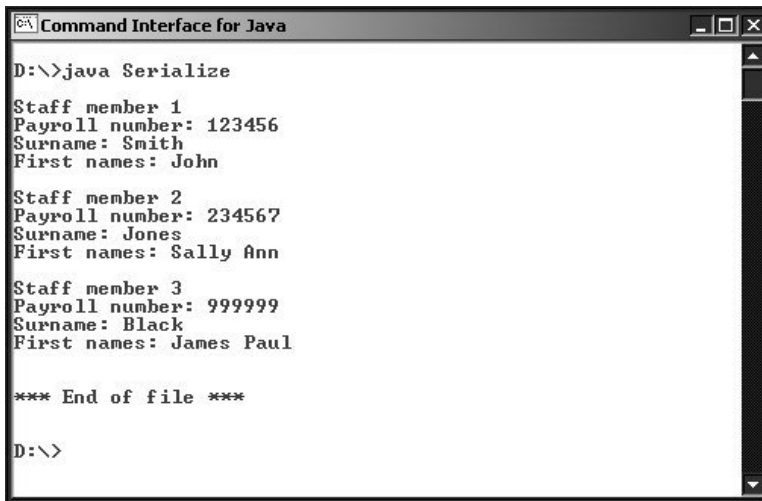 Command Interface for Java
D:\>java Serialize
Staff member 1
Payroll number: 123456
Surname: Smith
First names: John
Staff member 2
Payroll number: 234567
Surname: Jones
First names: Sally Ann
Staff member 3
Payroll number: 999999
Surname: Black
First names: James Paul
*** End of file ***
D:\>